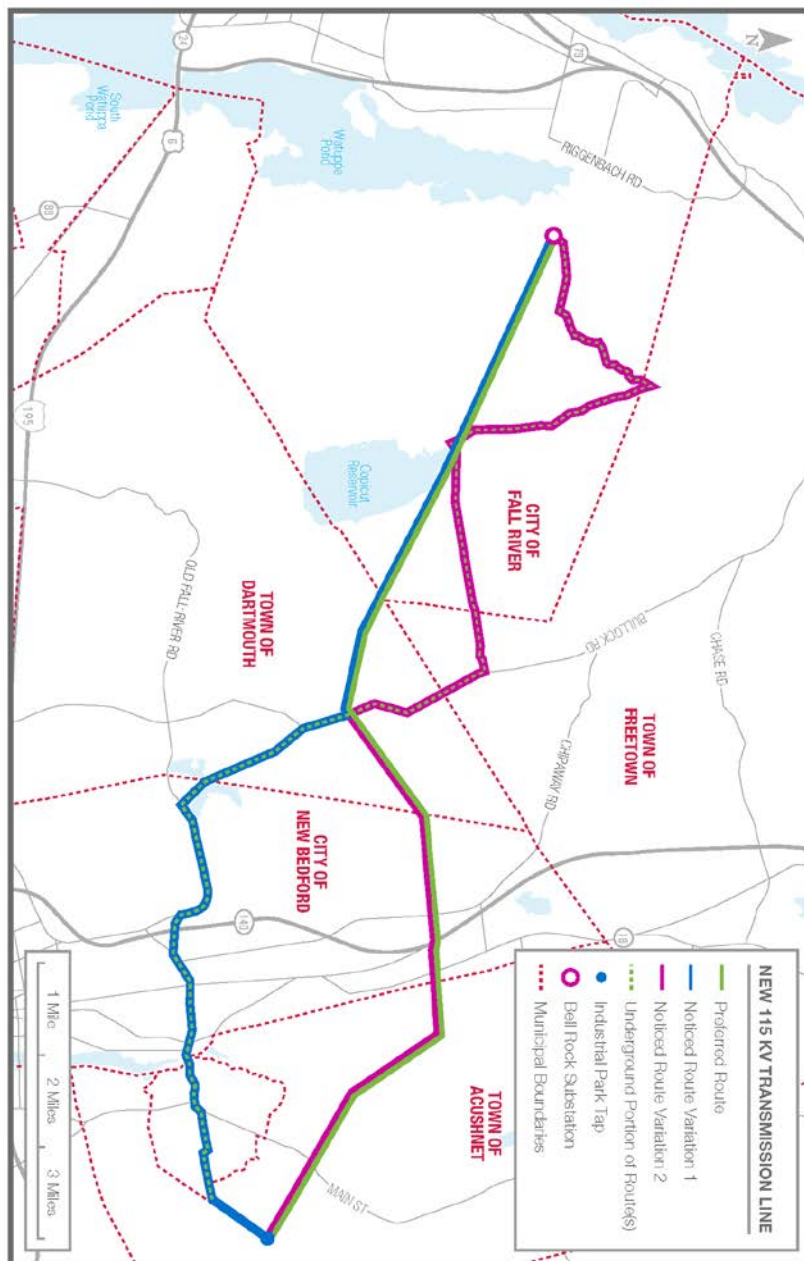 NEW 115 KV TRANSMISSION LINE
Preferred Route
Noticed Route Variation 1
Noticed Route Variation 2
Underground Portion of Route(s)
Industrial Park Tap
Bell Rock Substation
Municipal Boundaries
N
79
RIGGENBACH RD
24
Watuppe
Pond
South
Watuppa
Pond
6
88
195
Copicut
Reservoir
CITY OF
FALL RIVER
BULLOCK RD
CHASE RD
TOWN OF
FREETOWN
CHIPAWAY RD
OLD FALL RIVER RD
TOWN OF
DARTMOUTH
CITY OF
NEW BEDFORD
140
18
TOWN OF
ACUSHNET
MAIN ST
1 Mile
2 Miles
3 Miles